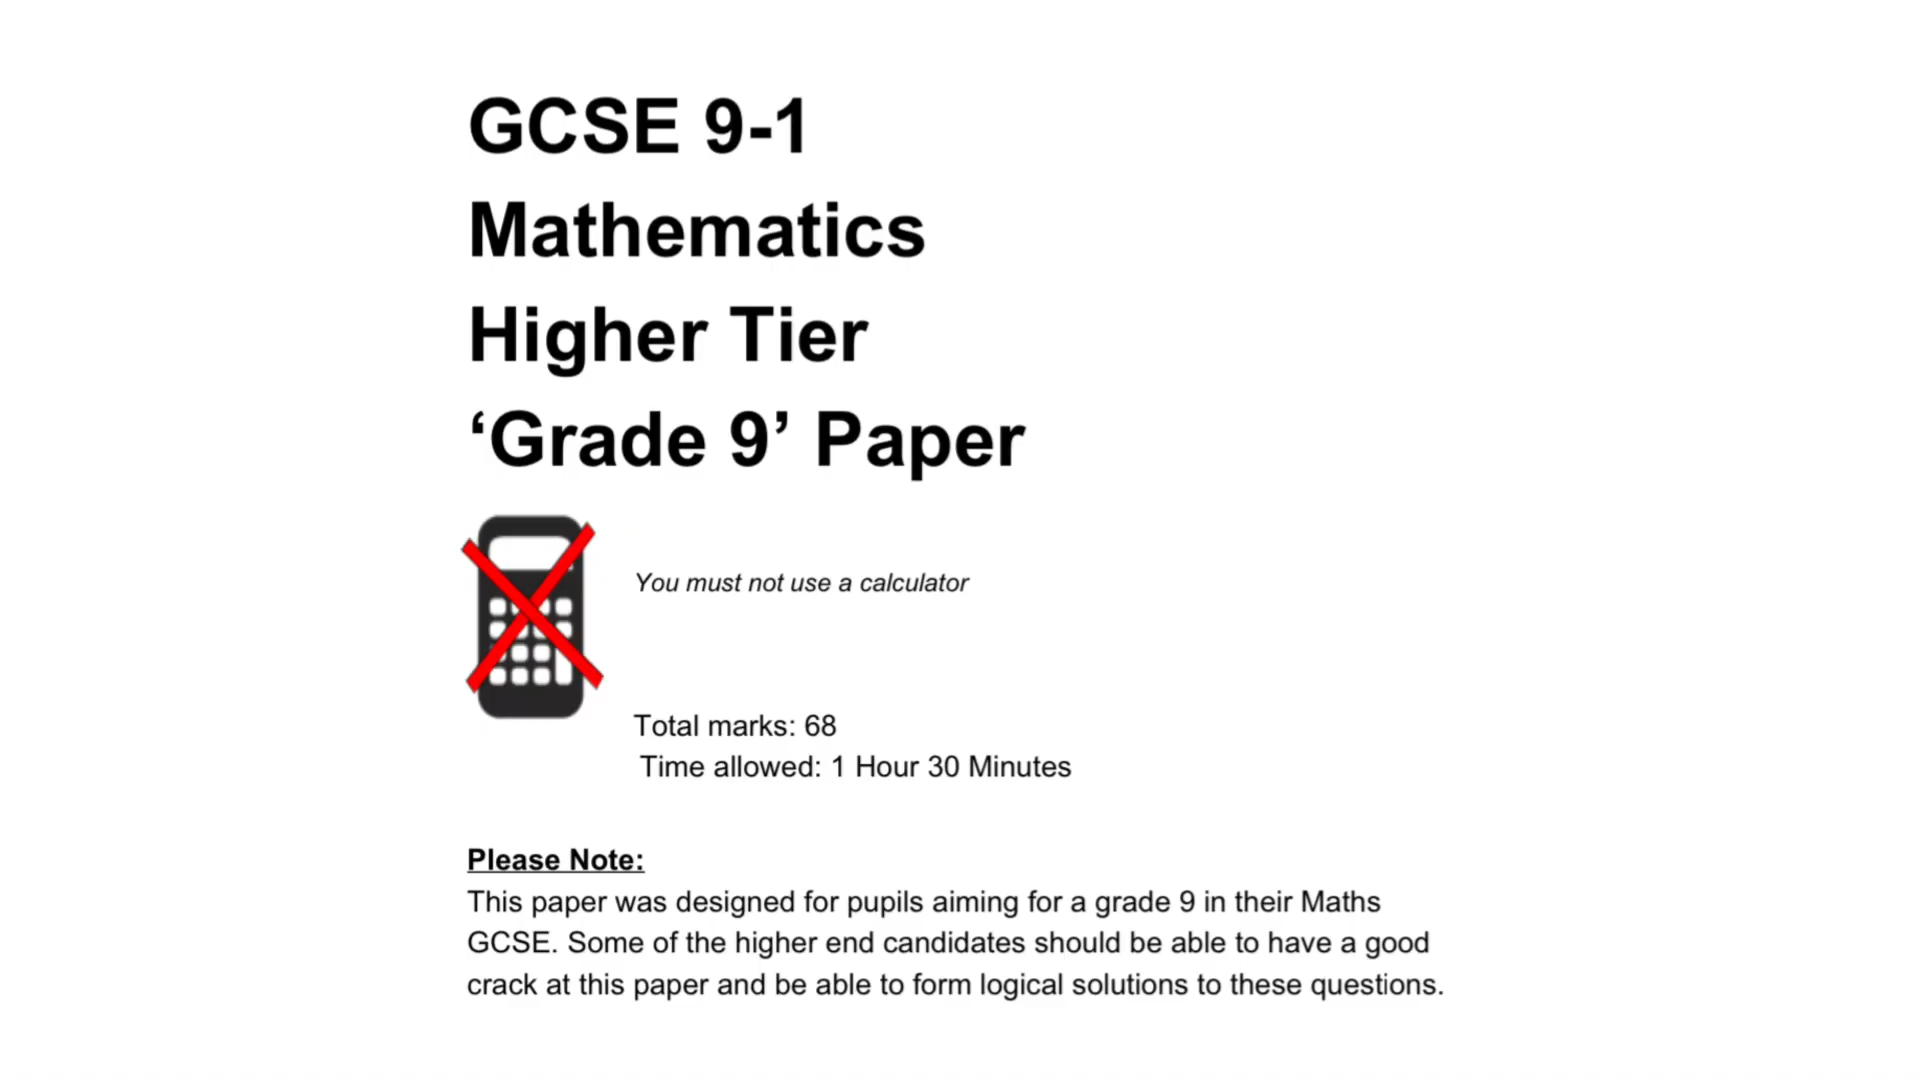 GCSE 9-1
Mathematics
Higher Tier
‘Grade 9’ Paper
You must not use a calculator
Total marks: 68
Time allowed: 1 Hour 30 Minutes
Please Note:
This paper was designed for pupils aiming for a grade 9 in their Maths
GCSE. Some of the higher end candidates should be able to have a good
crack at this paper and be able to form logical solutions to these questions.